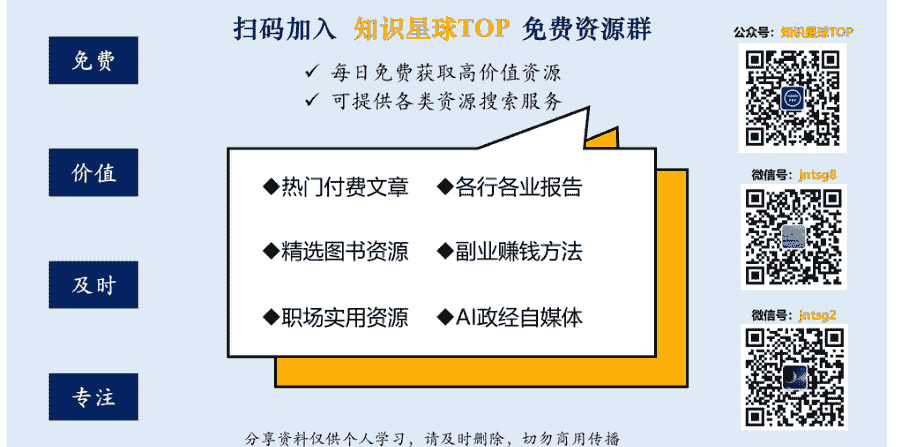 扫码加入 知识星球TOP 免费资源群
✓ 每日免费获取高价值资源
✓ 可提供各类资源搜索服务
免费
价值
及时
专注
◆热门付费文章 ◆各行各业报告
◆精选图书资源 ◆副业赚钱方法
◆职场实用资源 ◆AI政经自媒体
公众号：知识星球TOP
微信号：jntsg8
微信号：jntsg2
分享资料仅供个人学习，请及时删除，切勿商用传播